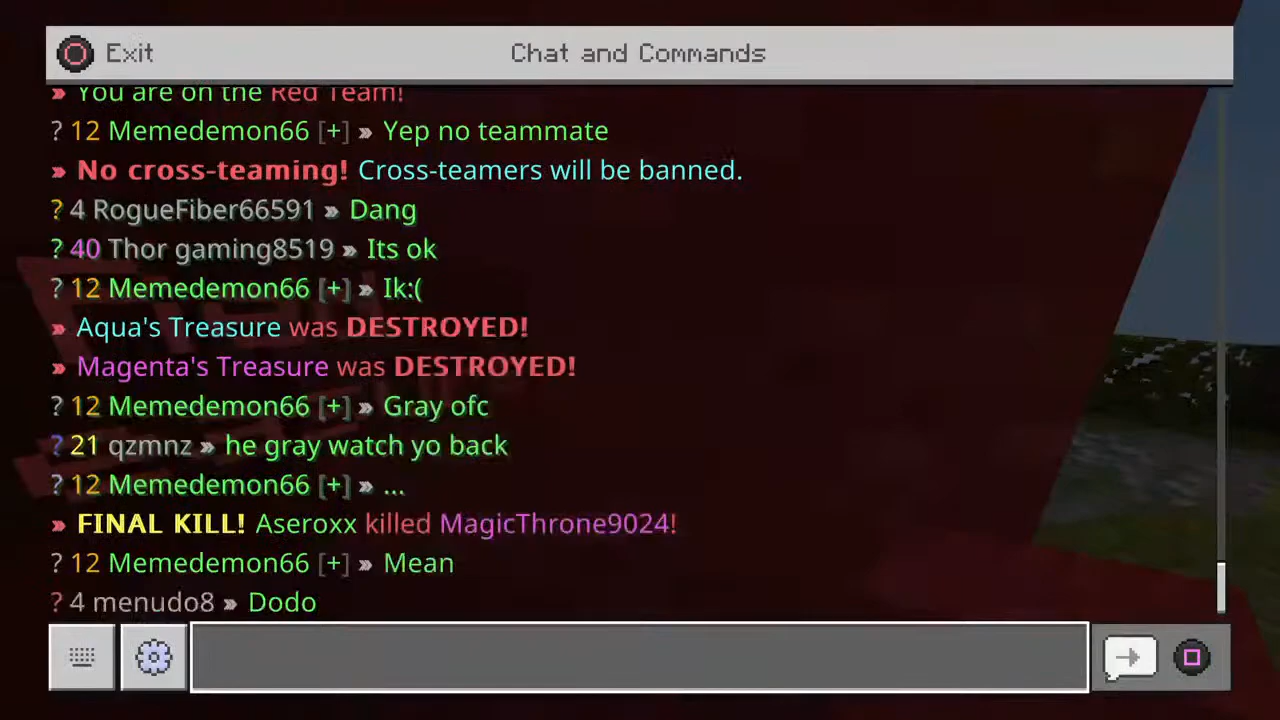 Exit
Chat and Commands
» You are on the Red Team!
? 12 Memedemon66 [+] » Yep no teammate
» No cross-teaming! Cross-teamers will be banned.
? 4 RogueFiber66591 » Dang
? 40 Thor gaming8519 » Its ok
? 12 Memedemon66 [+] » Ik:(
» Aqua's Treasure was DESTROYED!
» Magenta's Treasure was DESTROYED!
? 12 Memedemon66 [+] » Gray ofc
? 21 qzmnz » he gray watch yo back
? 12 Memedemon66 [+] » ...
» FINAL KILL! Aseroxx killed MagicThrone9024!
? 12 Memedemon66 [+] » Mean
? 4 menudo8 » Dodo